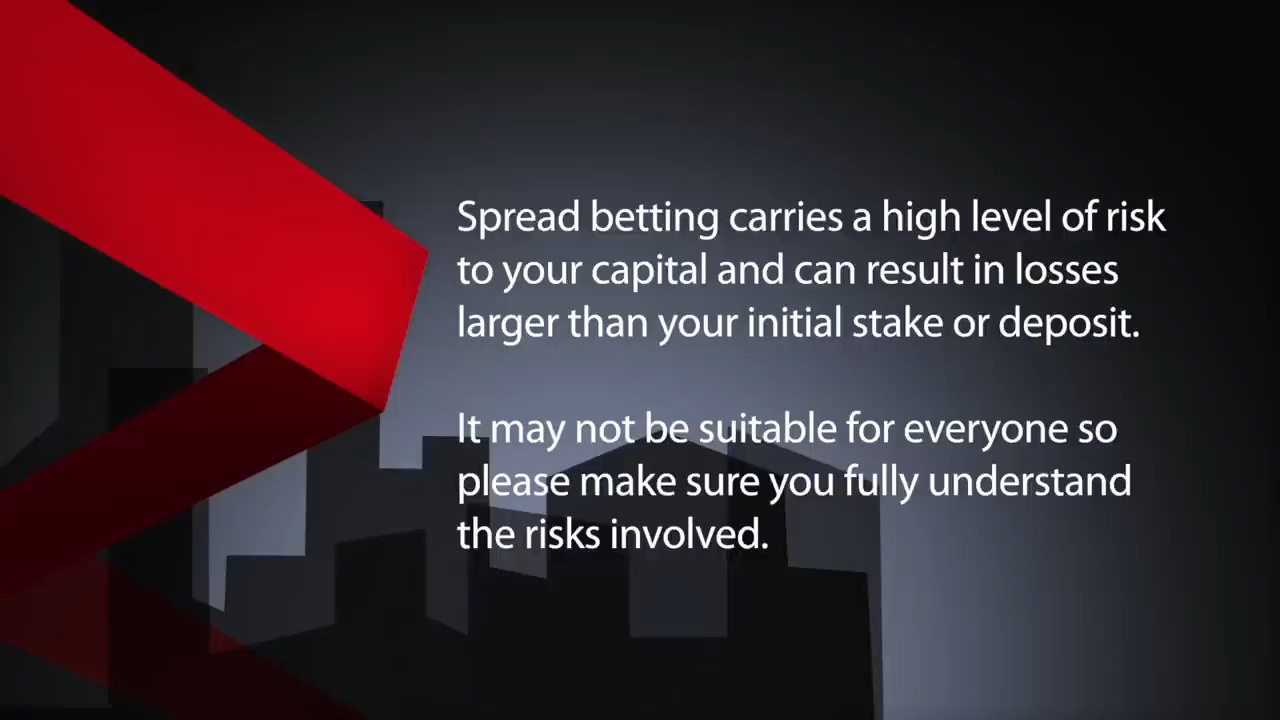 Spread betting carries a high level of risk
to your capital and can result in losses
larger than your initial stake or deposit.
It may not be suitable for everyone so
please make sure you fully understand
the risks involved.